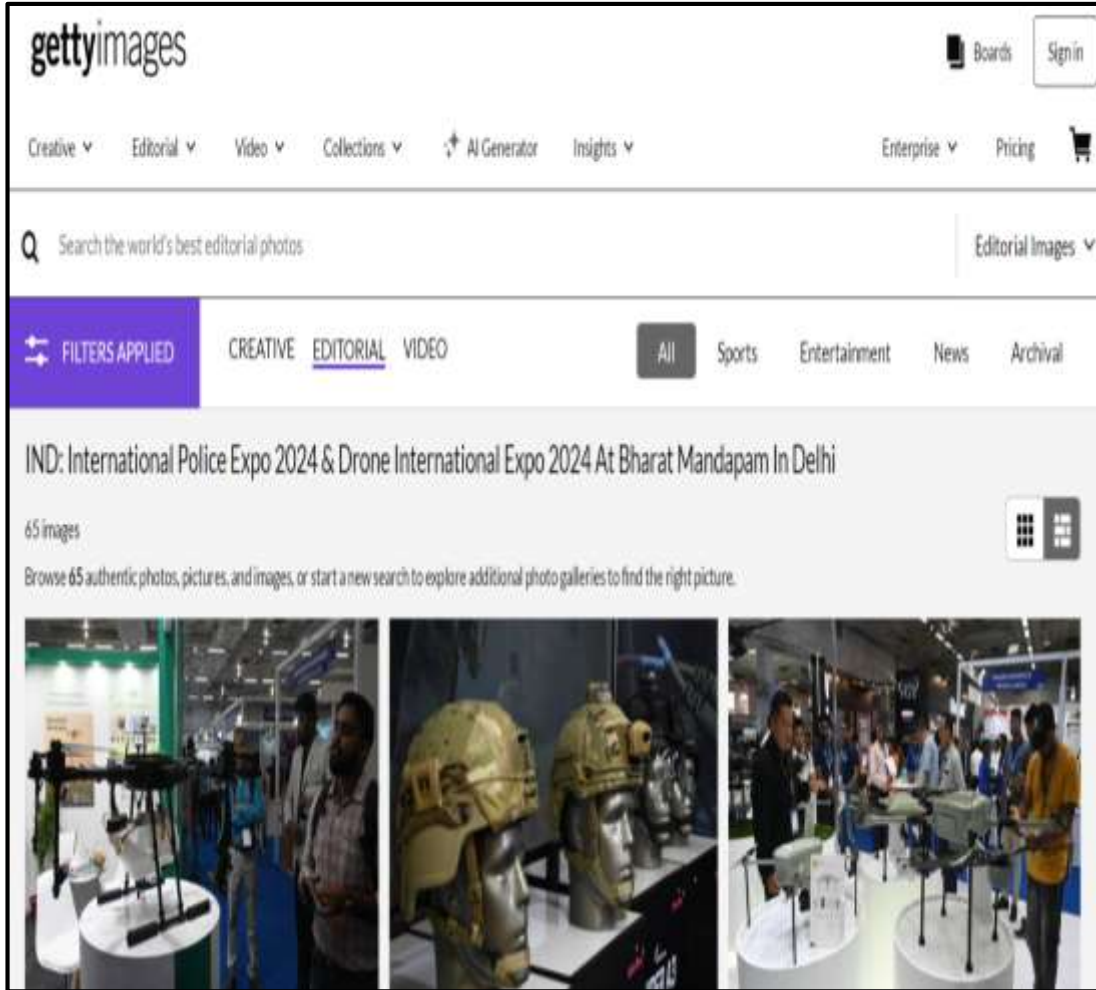 gettyimages
Boards
Sign in
Creative
Editorial
Video
Collections
AI Generator
Insights
Enterprise
Pricing
Search the world's best editorial photos
Editorial Images
FILTERS APPLIED
CREATIVE EDITORIAL VIDEO
All
Sports
Entertainment
News
Archival
IND: International Police Expo 2024 & Drone International Expo 2024 At Bharat Mandapam In Delhi
65 images
Browse 65 authentic photos, pictures, and images, or start a new search to explore additional photo galleries to find the right picture.